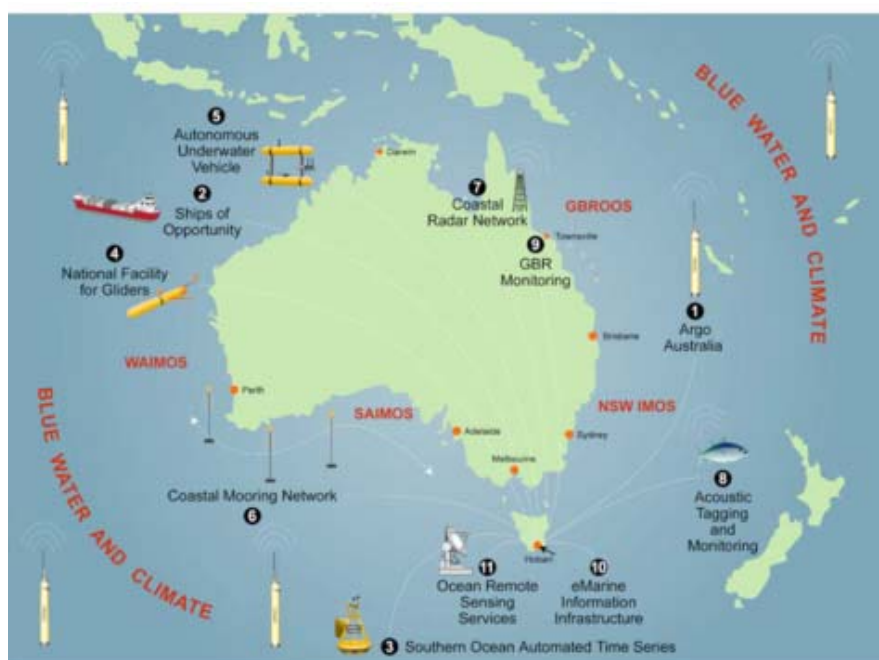 5
Autonomous
Underwater
Vehicle
Darwin
2
Ships of
Opportunity
7
Coastal
Radar Network
GBROOS
BLUE WATER AND CLIMATE
4
National Facility
for Gliders
9
GBR
Monitoring
Townsville
1
Argo
Australia
Brisbane
WAIMOS
Perth
SAIMOS
Adelaide
NSW IMOS
Sydney
Melbourne
BLUE WATER AND CLIMATE
Coastal Mooring Network
6
8
Acoustic
Tagging
and
Monitoring
Hobart
11
Ocean Remote
Sensing
Services
10
eMarine
Information
Infrastructure
3 Southern Ocean Automated Time Series